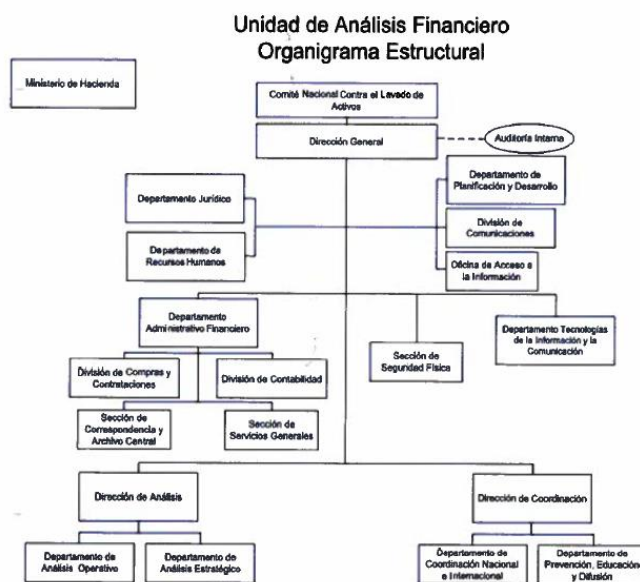 Unidad de Análisis Financiero
Organigrama Estructural
Ministerio de Hacienda
Comité Nacional Contra el Lavado de
Activos
Dirección General
Auditoría Interna
Departamento Jurídico
Departamento de
Planificación y Desarrollo
División de
Comunicaciones
Departamento de
Recursos Humanos
Oficina de Acceso a
la Información
Departamento
Administrativo Financiero
Sección de
Seguridad Física
Departamento Tecnologías
de la Información y la
Comunicación
División de Compras y
Contrataciones
División de Contabilidad
Sección de
Correspondencia y
Archivo Central
Sección de
Servicios Generales
Dirección de Análisis
Dirección de Coordinación
Departamento de
Análisis Operativo
Departamento de
Análisis Estratégico
Departamento de
Coordinación Nacional
e Internacional
Departamento de
Prevención, Educación
y Difusión